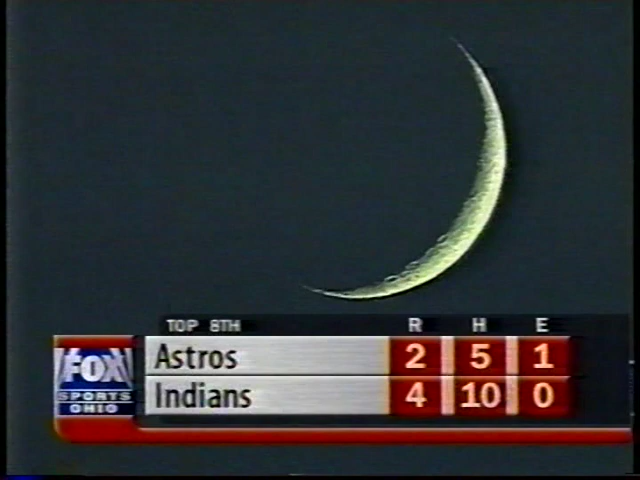 TOP 8TH R H E
Astros 2 5 1
Indians 4 10 0
FOX
SPORTS
OHIO